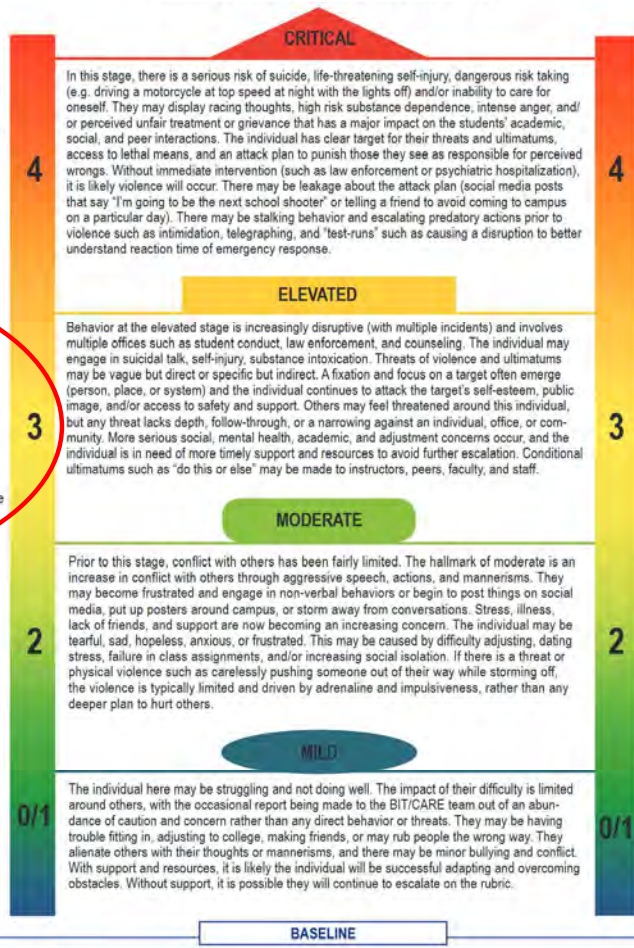 CRITICAL
In this stage, there is a serious risk of suicide, life-threatening self-injury, dangerous risk taking
(e.g. driving a motorcycle at top speed at night with the lights off) and/or inability to care for
oneself. They may display racing thoughts, high risk substance dependence, intense anger, and/
or perceived unfair treatment or grievance that has a major impact on the students' academic,
social, and peer interactions. The individual has clear target for their threats and ultimatums,
access to lethal means, and an attack plan to punish those they see as responsible for perceived
4
wrongs. Without immediate intervention (such as law enforcement or psychiatric hospitalization),
4
it is likely violence will occur. There may be leakage about the attack plan (social media posts
that say "I'm going to be the next school shooter" or telling a friend to avoid coming to campus
on a particular day). There may be stalking behavior and escalating predatory actions prior to
violence such as intimidation, telegraphing, and "test-runs" such as causing a disruption to better
understand reaction time of emergency response.
ELEVATED
Behavior at the elevated stage is increasingly disruptive (with multiple incidents) and involves
multiple offices such as student conduct, law enforcement, and counseling. The individual may
engage in suicidal talk, self-injury, substance intoxication. Threats of violence and ultimatums
may be vague but direct or specific but indirect. A fixation and focus on a target often emerge
(person, place, or system) and the individual continues to attack the target's self-esteem, public
image, and/or access to safety and support. Others may feel threatened around this individual,
3
but any threat lacks depth, follow-through, or a narrowing against an individual, office, or com-
3
munity. More serious social, mental health, academic, and adjustment concerns occur, and the
individual is in need of more timely support and resources to avoid further escalation. Conditional
ultimatums such as "do this or else" may be made to instructors, peers, faculty, and staff.
e
MODERATE
Prior to this stage, conflict with others has been fairly limited. The hallmark of moderate is an
increase in conflict with others through aggressive speech, actions, and mannerisms. They
may become frustrated and engage in non-verbal behaviors or begin to post things on social
media, put up posters around campus, or storm away from conversations. Stress, illness,
lack of friends, and support are now becoming an increasing concern. The individual may be
2
tearful, sad, hopeless, anxious, or frustrated. This may be caused by difficulty adjusting, dating
2
stress, failure in class assignments, and/or increasing social isolation. If there is a threat or
physical violence such as carelessly pushing someone out of their way while storming off,
the violence is typically limited and driven by adrenaline and impulsiveness, rather than any
deeper plan to hurt others.
MILD
The individual here may be struggling and not doing well. The impact of their difficulty is limited
0/1
around others, with the occasional report being made to the BIT/CARE team out of an abun-
0/1
dance of caution and concern rather than any direct behavior or threats. They may be having
trouble fitting in, adjusting to college, making friends, or may rub people the wrong way. They
alienate others with their thoughts or mannerisms, and there may be minor bullying and conflict.
With support and resources, it is likely the individual will be successful adapting and overcoming
obstacles. Without support, it is possible they will continue to escalate on the rubric.
BASELINE